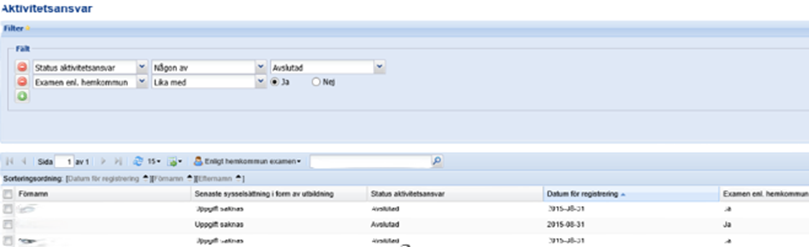 Aktivitetsansvar
Filter
Fält
Status aktivitetsansvar Någon av Avslutad
Examen enl. hemkommun Lika med Ja Nej
Sida 1 av 1 15 Enligt hemkommun examen
Sorteringsordning: [Datum för registrering ][Förnamn ][Efternamn ]
Förnamn Senaste sysselsättning i form av utbildning Status aktivitetsansvar Datum för registrering Examen enl. hemkommun
Uppgift saknas Avslutad 2015-08-31 Ja
Uppgift saknas Avslutad 2015-08-31 Ja
Uppgift saknas Avslutad 2015-08-31 Ja